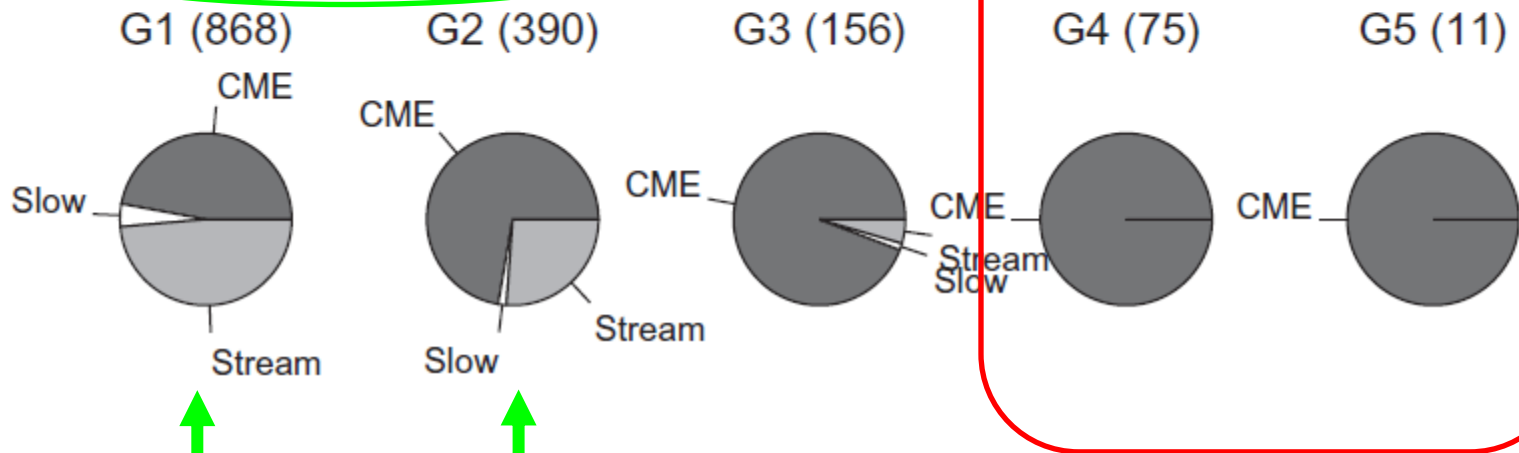 G1 (868)
G2 (390)
G3 (156)
G4 (75)
G5 (11)
CME
Slow
Stream
CME
Slow
Stream
CME
Stream
Slow
CME
CME